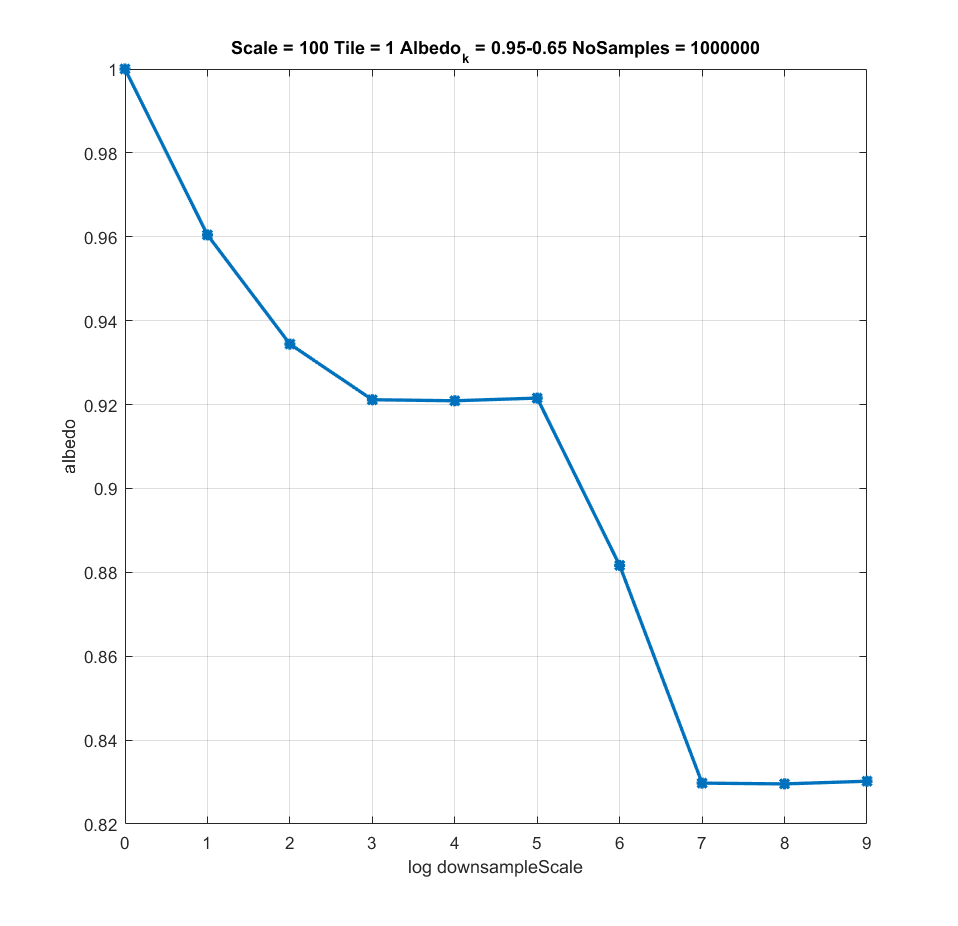 Scale = 100 Tile = 1 Albedo_k = 0.95-0.65 NoSamples = 1000000
1
0.98
0.96
0.94
0.92
0.9
0.88
0.86
0.84
0.82
albedo
0 1 2 3 4 5 6 7 8 9
log downsampleScale